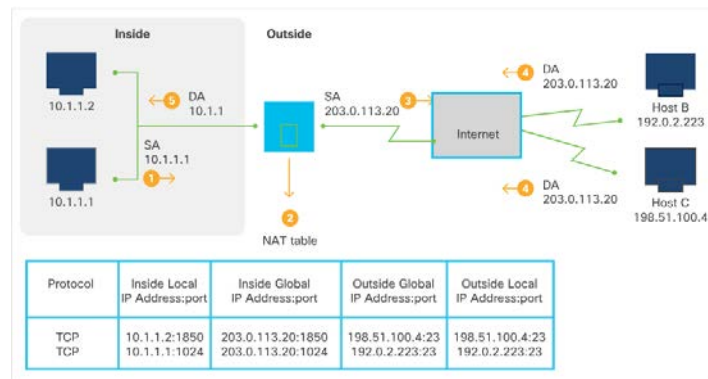 Inside
Outside
10.1.1.2
5
DA
10.1.1
SA
10.1.1.1
1
10.1.1.1
SA
203.0.113.20
3
2
NAT table
Internet
4
DA
203.0.113.20
4
DA
203.0.113.20
Host B
192.0.2.223
Host C
198.51.100.4
Protocol
Inside Local
IP Address:port
Inside Global
IP Address:port
Outside Global
IP Address:port
Outside Local
IP Address:port
TCP 10.1.1.2:1850 203.0.113.20:1850 198.51.100.4:23 198.51.100.4:23
TCP 10.1.1.1:1024 203.0.113.20:1024 192.0.2.223:23 192.0.2.223:23